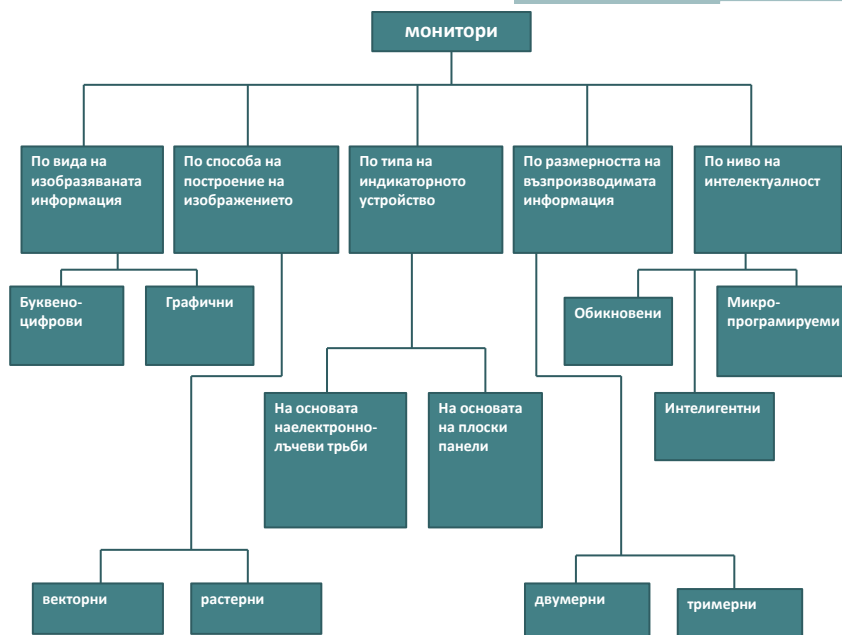 монитори
По вида на
изобразяваната
информация
По способа на
построение на
изображението
По типа на
индикаторното
устройство
По размерността на
възпроизводимата
информация
По ниво на
интелектуалност
Буквено-
цифрови
Графични
Обикновени
Микро-
програмируеми
На основата
наелектронно-
лъчеви тръби
На основата
на плоски
панели
Интелигентни
векторни
растерни
двумерни
тримерни